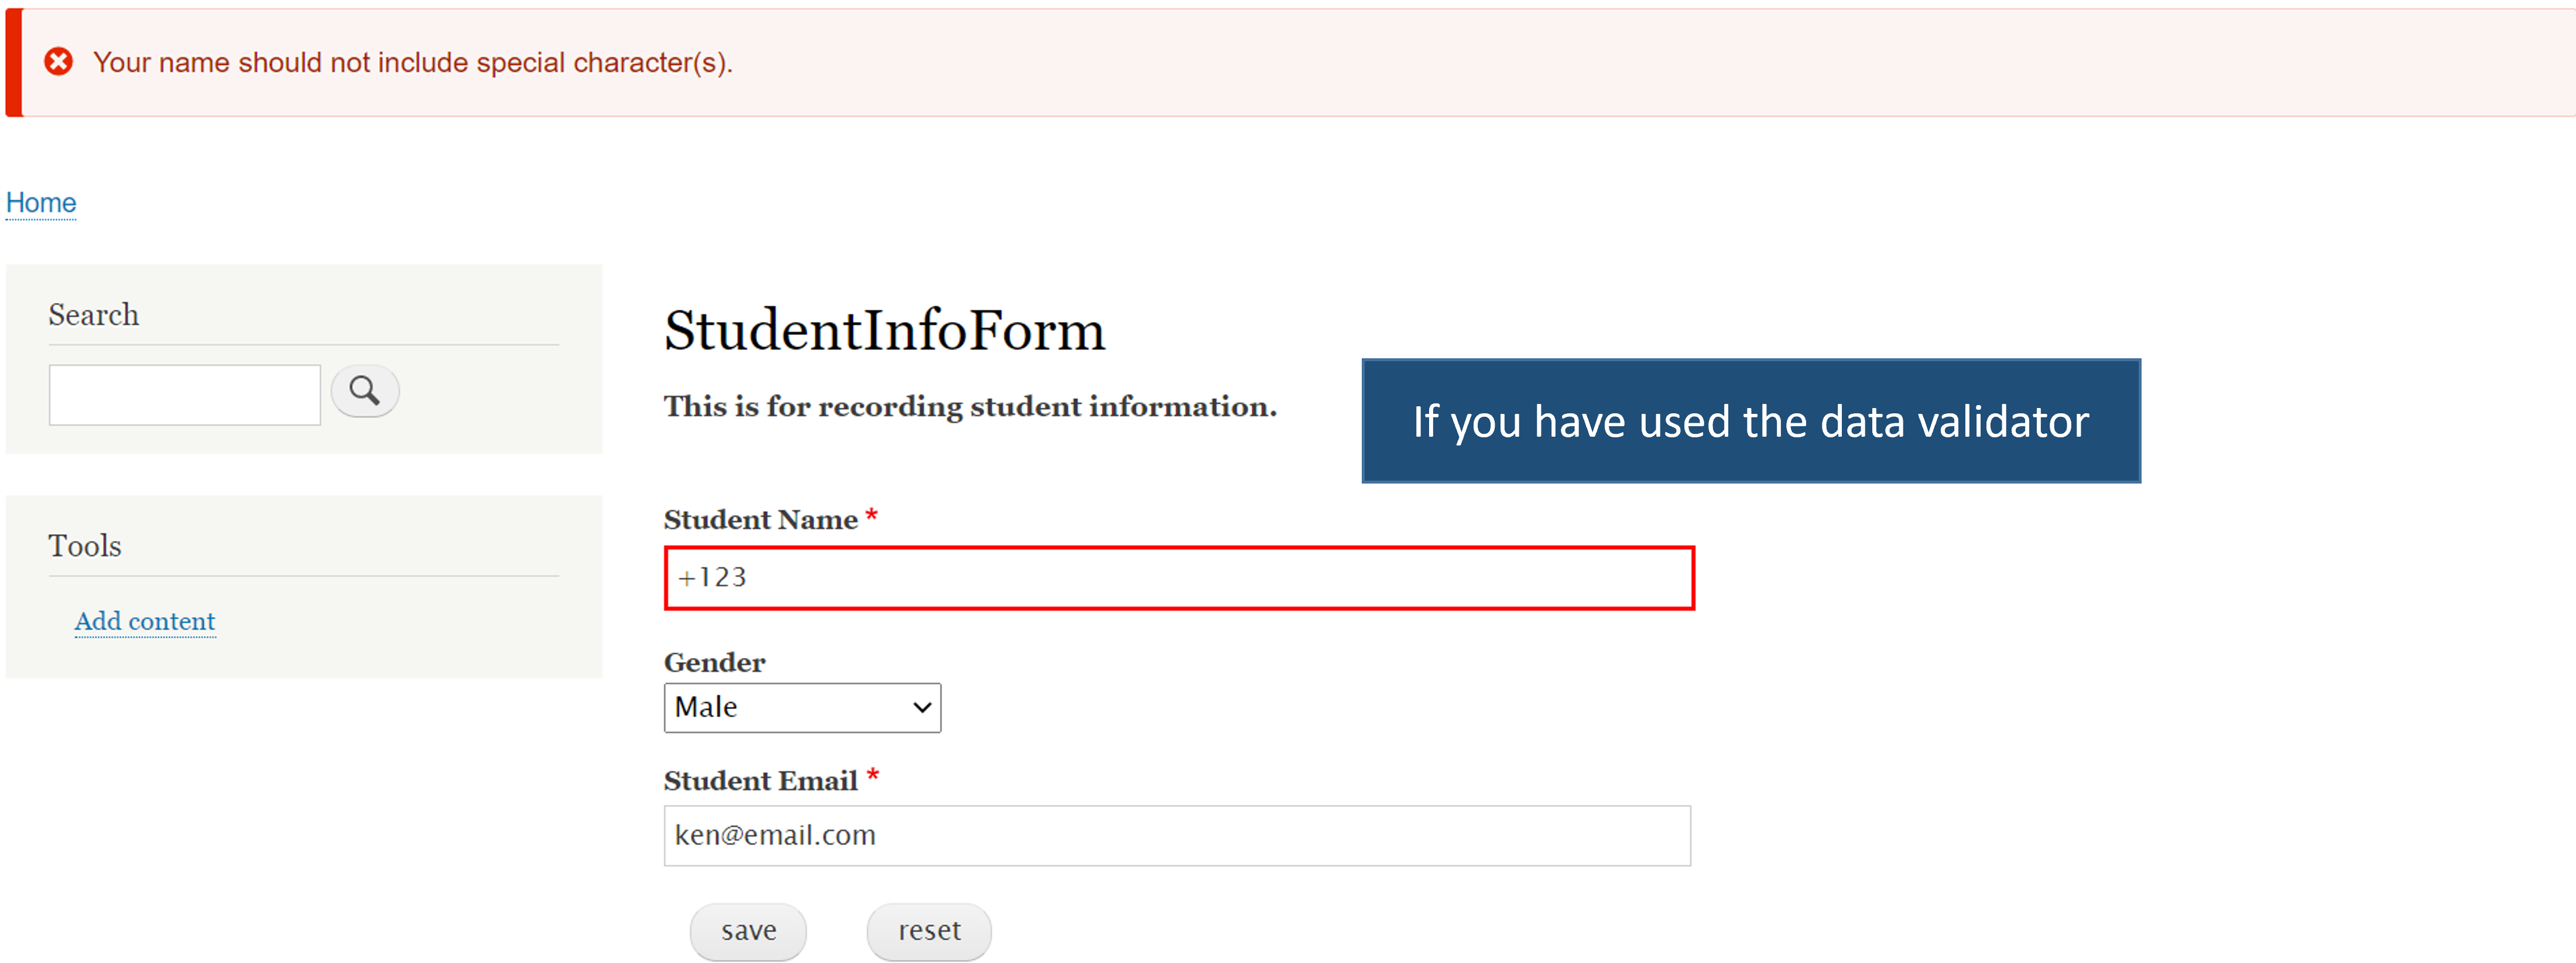 Your name should not include special character(s).
Home
Search
Tools
Add content
StudentInfoForm
This is for recording student information.
If you have used the data validator
Student Name *
+123
Gender
Male
Student Email *
ken@email.com
save reset